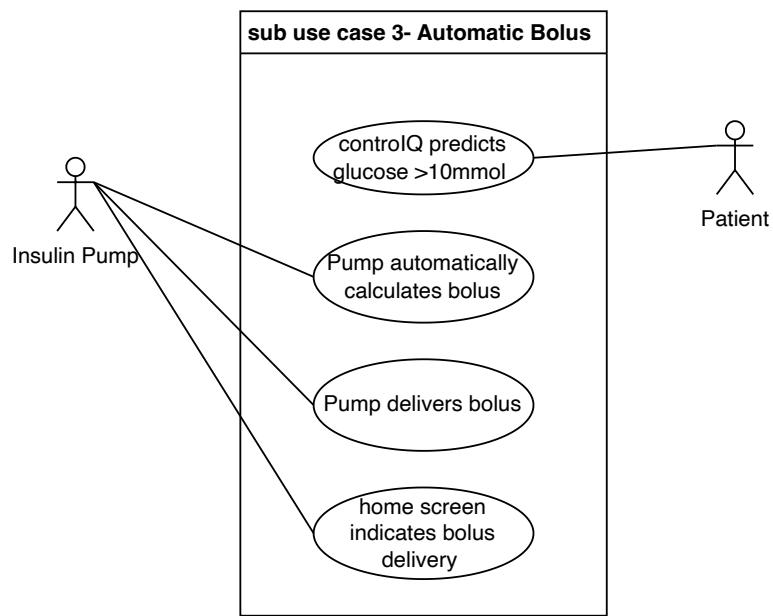 sub use case 3- Automatic Bolus
controlQ predicts
glucose >10mmol
Patient
Insulin Pump
Pump automatically
calculates bolus
Pump delivers bolus
home screen
indicates bolus
delivery